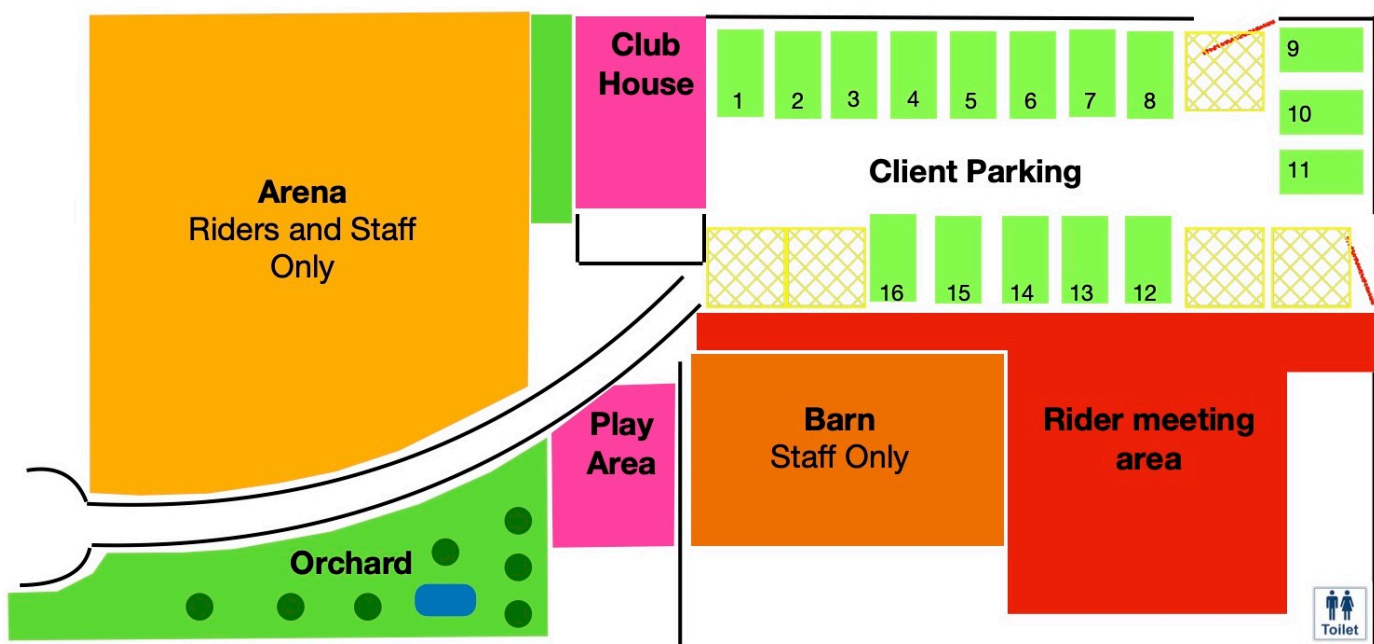 Club
House
1
2
3
4
5
6
7
8
9
10
11
Client Parking
Arena
Riders and Staff
Only
16
15
14
13
12
Play
Area
Barn
Staff Only
Rider meeting
area
Orchard
Toilet